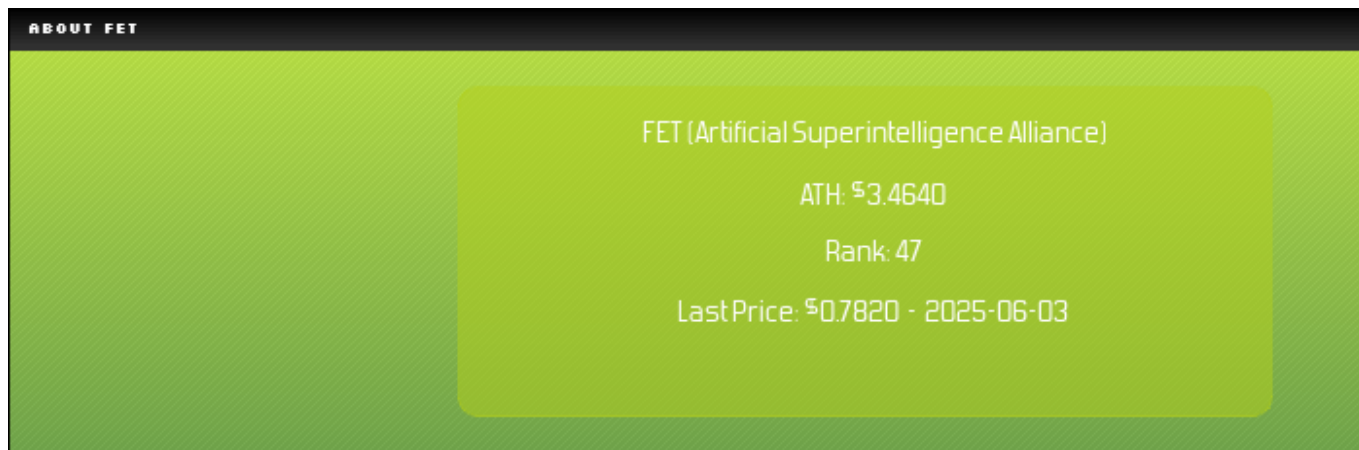 ABOUT FET
FET (Artificial Superintelligence Alliance)
ATH: $3.4640
Rank: 47
Last Price: $0.7820 - 2025-06-03